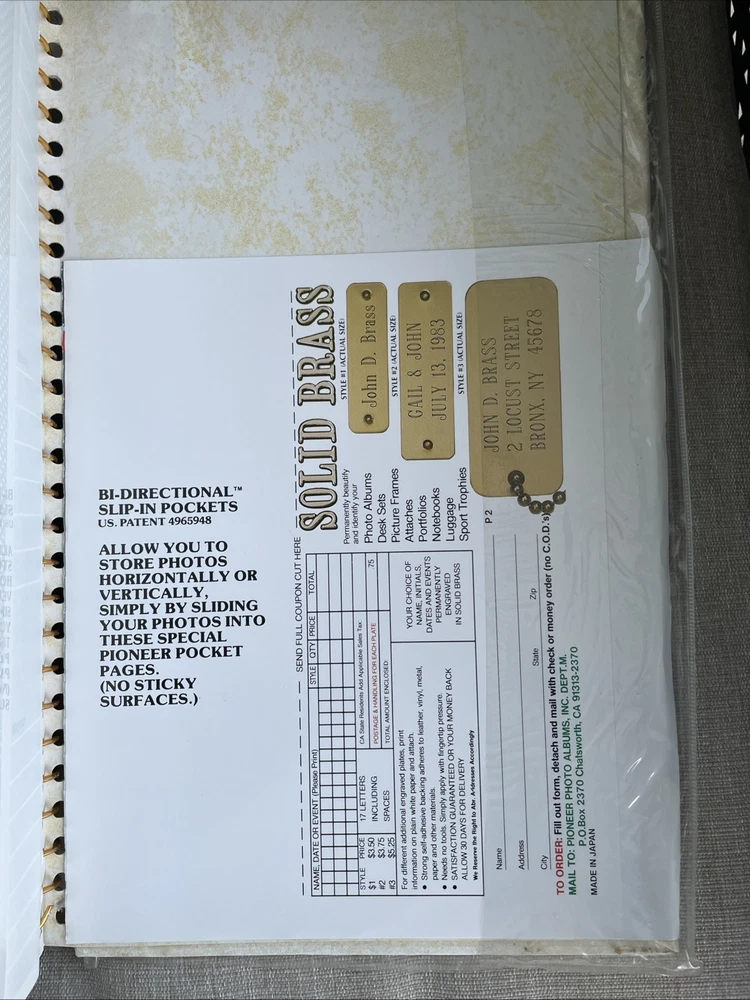 BI-DIRECTIONAL™
SLIP-IN POCKETS
US. PATENT 4965948
ALLOW YOU TO
STORE PHOTOS
HORIZONTALLY OR
VERTICALLY,
SIMPLY BY SLIDING
YOUR PHOTOS INTO
THESE SPECIAL
PIONEER POCKET
PAGES.
(NO STICKY
SURFACES.)
SEND FULL COUPON CUT HERE
SOLID BRASS
Permanently beautify
and identify your
Photo Albums
Desk Sets
Picture Frames
Attaches
Portfolios
Notebooks
Luggage
Sport Trophies
STYLE #1 (ACTUAL SIZE)
John D. Brass
STYLE #2 (ACTUAL SIZE)
GAIL & JOHN
JULY 13, 1983
STYLE #3 (ACTUAL SIZE)
JOHN D. BRASS
2 LOCUST STREET
BRONX, NY 45678
NAME, DATE OR EVENT (Please Print) STYLE QTY PRICE TOTAL
CA State Residents Add Applicable Sales Tax
POSTAGE & HANDLING FOR EACH PLATE .75
TOTAL AMOUNT ENCLOSED
STYLE PRICE 17 LETTERS
#1 $3.50 INCLUDING
#2 $3.75 SPACES
#3 $5.25
YOUR CHOICE OF
NAME, INITIALS,
DATES AND EVENTS
PERMANENTLY
ENGRAVED
IN SOLID BRASS
For different additional engraved plates, print
information on plain white paper and attach.
• Strong self-adhesive backing adheres to leather, vinyl, metal,
paper and other materials.
• Needs no tools. Simply apply with fingertip pressure.
• SATISFACTION GUARANTEED OR YOUR MONEY BACK
ALLOW 30 DAYS FOR DELIVERY
We Reserve the Right to Abr. Addresses Accordingly
P 2
Name
Address
City State Zip
TO ORDER: Fill out form, detach and mail with check or money order (no C.O.D.'s)
MAIL TO: PIONEER PHOTO ALBUMS, INC. DEPT.M.
P.O.Box 2370 Chatsworth, CA 91313-2370
MADE IN JAPAN